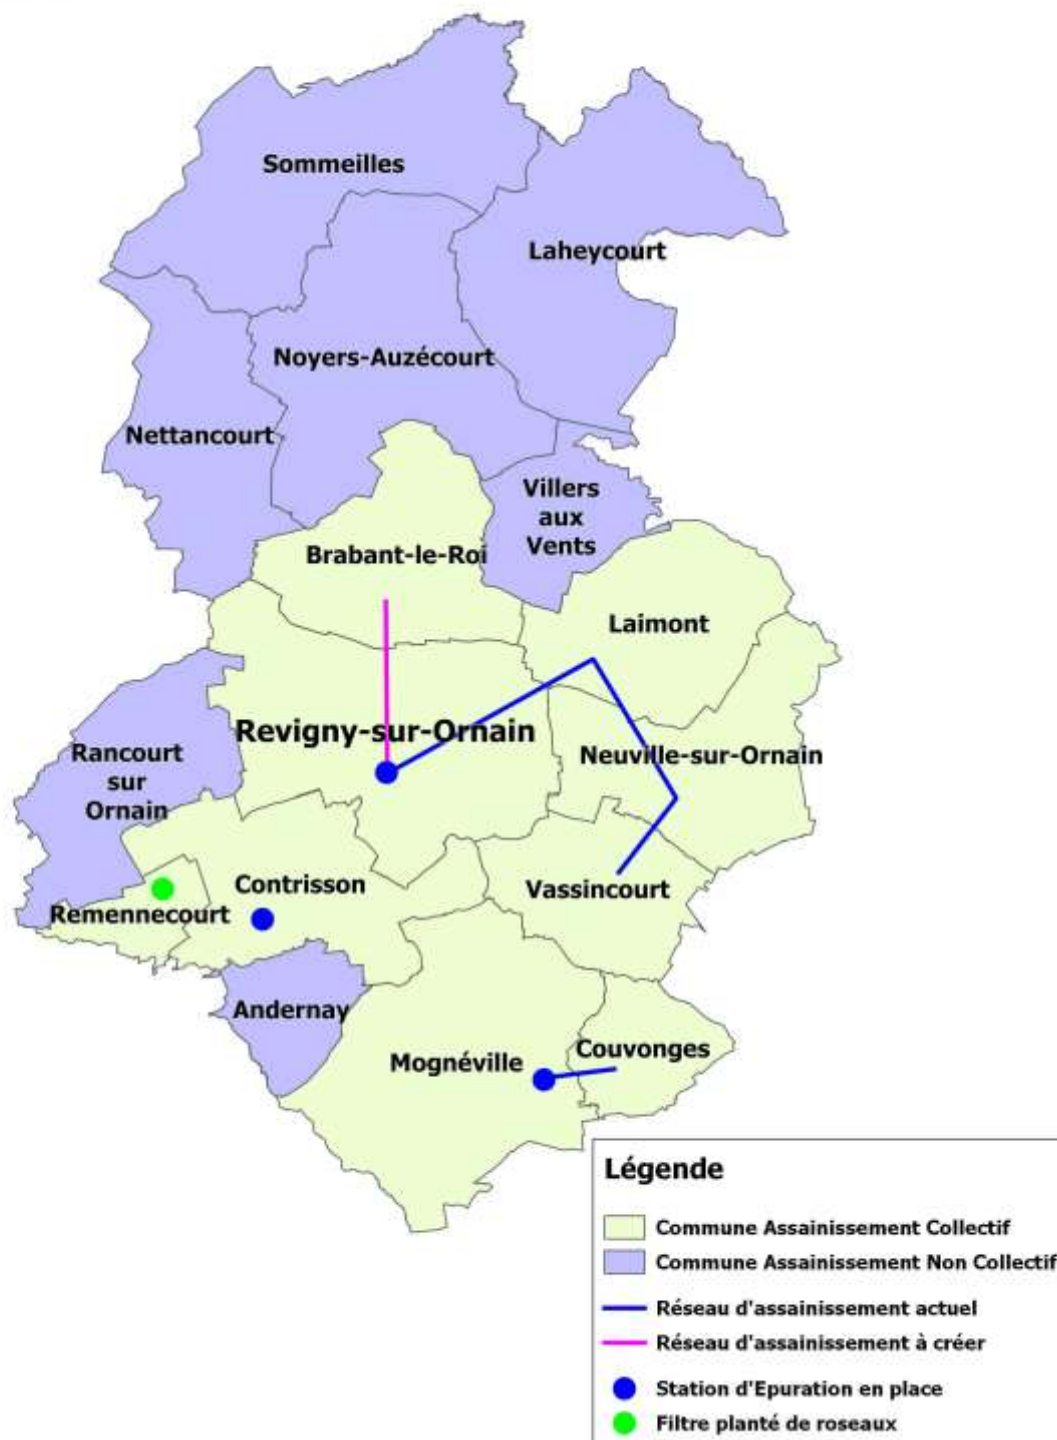 Sommeilles
Laheycourt
Noyers-Auzécourt
Nettancourt
Villers
aux
Vents
Brabant-le-Roi
Laimont
Revigny-sur-Ornain
Neuville-sur-Ornain
Rancourt
sur
Ornain
Contrisson
Vassincourt
Remennecourt
Andernay
Couvonges
Mognéville
Légende
Commune Assainissement Collectif
Commune Assainissement Non Collectif
Réseau d'assainissement actuel
Réseau d'assainissement à créer
Station d'Epuration en place
Filtre planté de roseaux